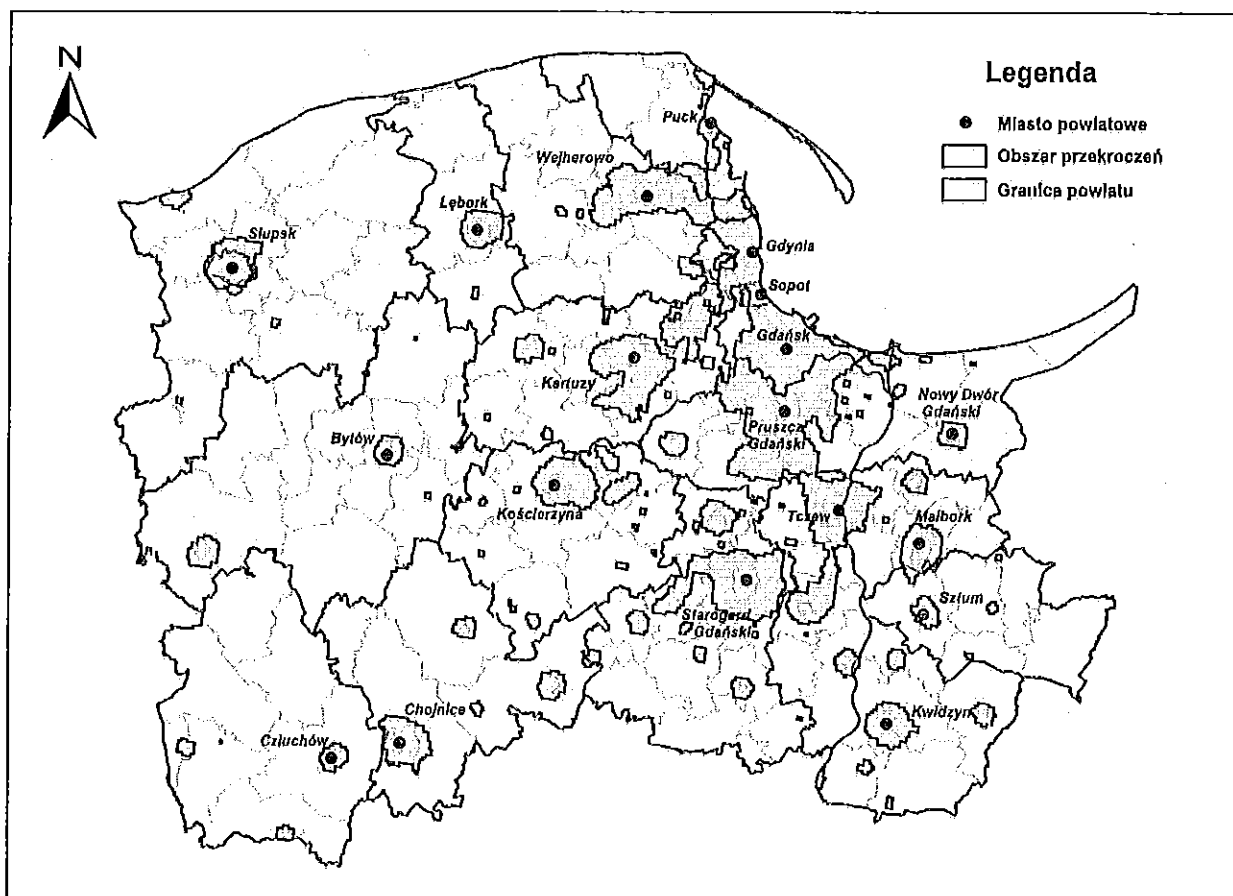 N
Legenda
Miasto powiatowe
Obszar przekroczeń
Granica powiatu
Puck
Wejherowo
Lębork
Słupsk
Gdynia
Sopot
Gdańsk
Kartuzy
Nowy Dwór
Gdański
Pruszcz
Gdański
Bytów
Kościerzyna
Tczew
Malbork
Sztum
Starogard
Gdański
Chojnice
Kwidzyn
Człuchów